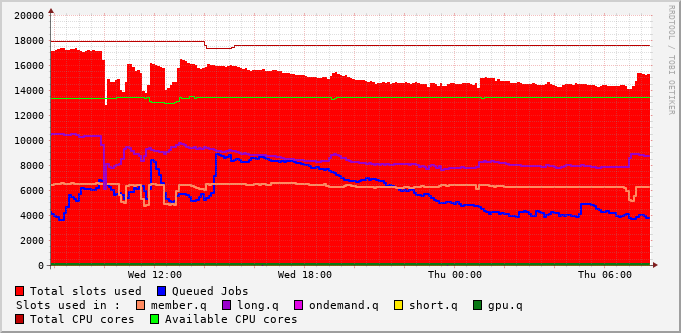 20000
18000
16000
14000
12000
10000
8000
6000
4000
2000
0
Wed 12:00 Wed 18:00 Thu 00:00 Thu 06:00
Total slots used Queued Jobs
Slots used in : member.q long.q ondemand.q short.q gpu.q
Total CPU cores Available CPU cores
RRDTOOL / TOBI OETIKER